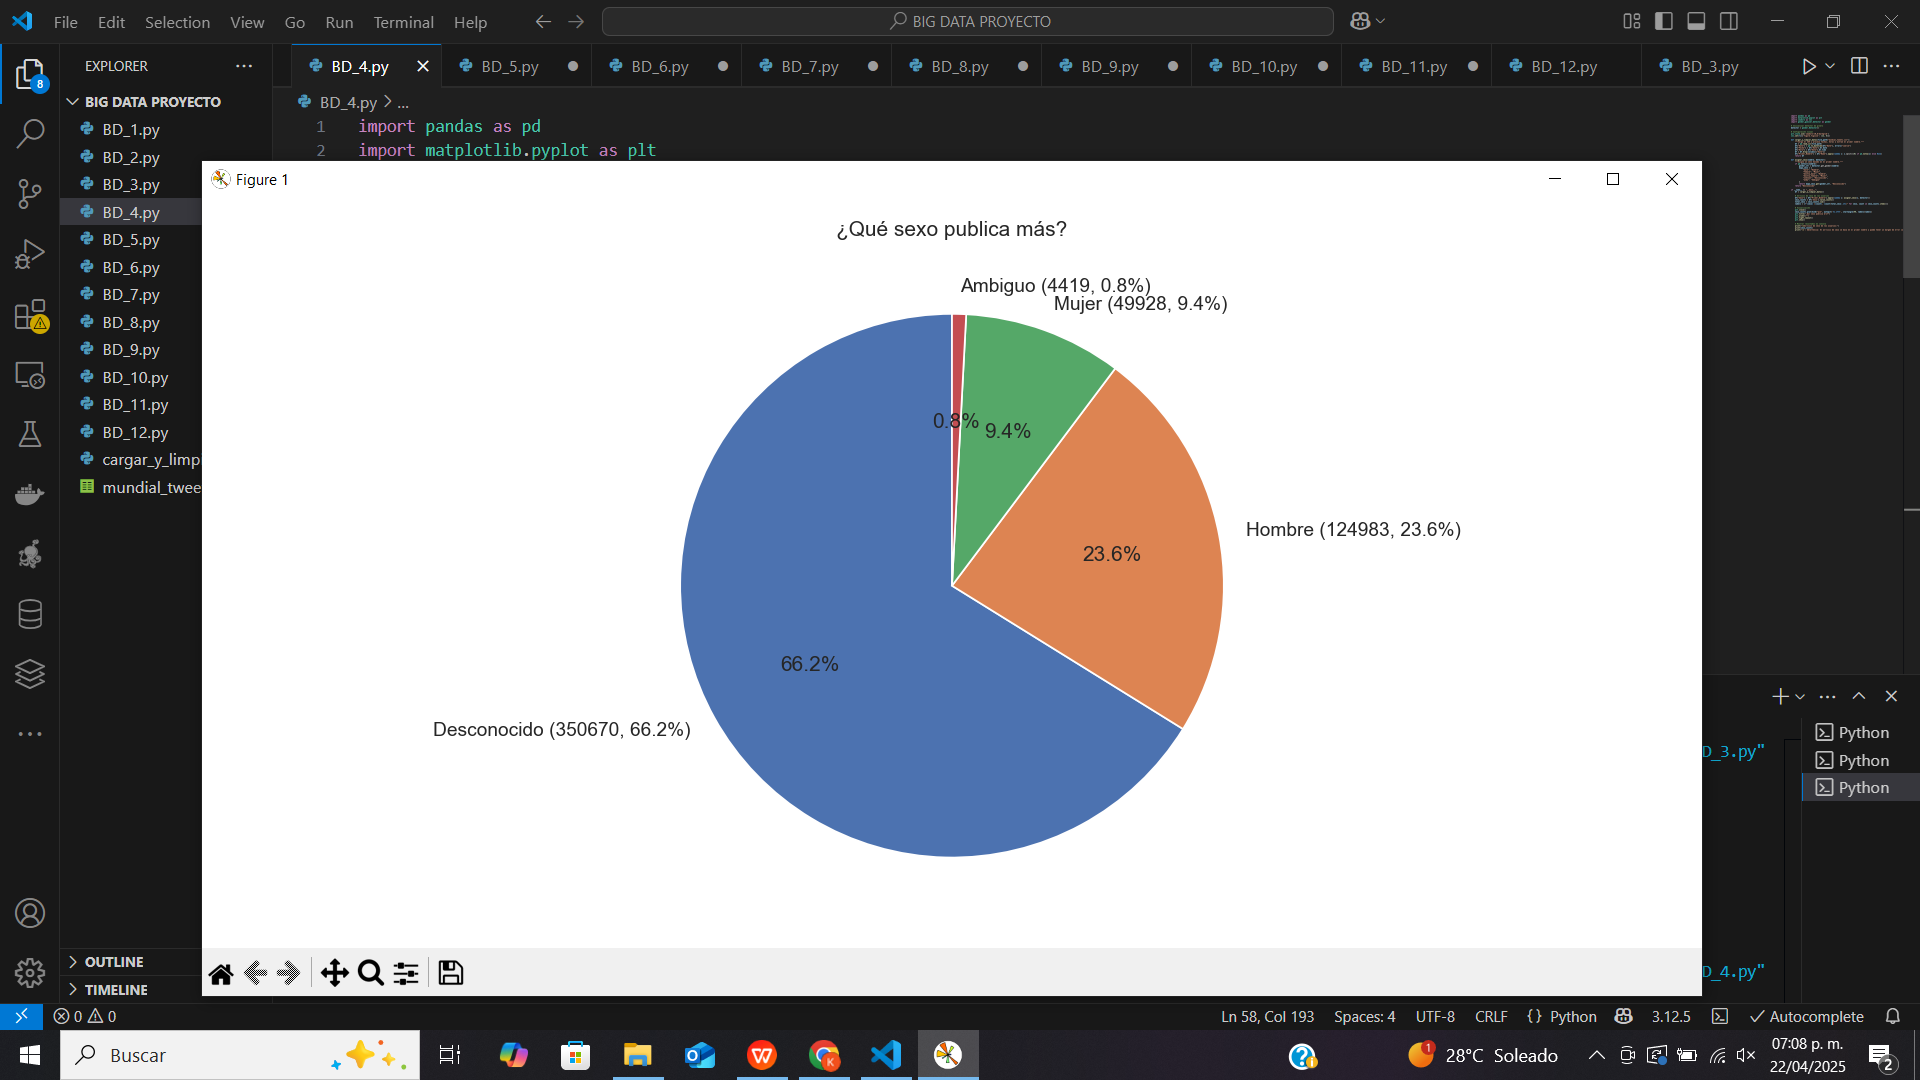 File Edit Selection View Go Run Terminal Help
BIG DATA PROYECTO
EXPLORER
BD_4.py
BD_5.py
BD_6.py
BD_7.py
BD_8.py
BD_9.py
BD_10.py
BD_11.py
BD_12.py
BD_3.py
8
BIG DATA PROYECTO
BD_1.py
BD_2.py
BD_3.py
BD_4.py
BD_5.py
BD_6.py
BD_7.py
BD_8.py
BD_9.py
BD_10.py
BD_11.py
BD_12.py
cargar_y_limp
mundial_twee
OUTLINE
TIMELINE
BD_4.py > ...
1 import pandas as pd
2 import matplotlib.pyplot as plt
Figure 1
¿Qué sexo publica más?
Ambiguo (4419, 0.8%)
Mujer (49928, 9.4%)
0.8%
9.4%
Hombre (124983, 23.6%)
23.6%
66.2%
Desconocido (350670, 66.2%)
Python
Python
Python
D_3.py"
D_4.py"
0 0
Ln 58, Col 193
Spaces: 4
UTF-8
CRLF
{} Python
3.12.5
Autocomplete
Buscar
1
28°C Soleado
07:08 p. m.
22/04/2025
2